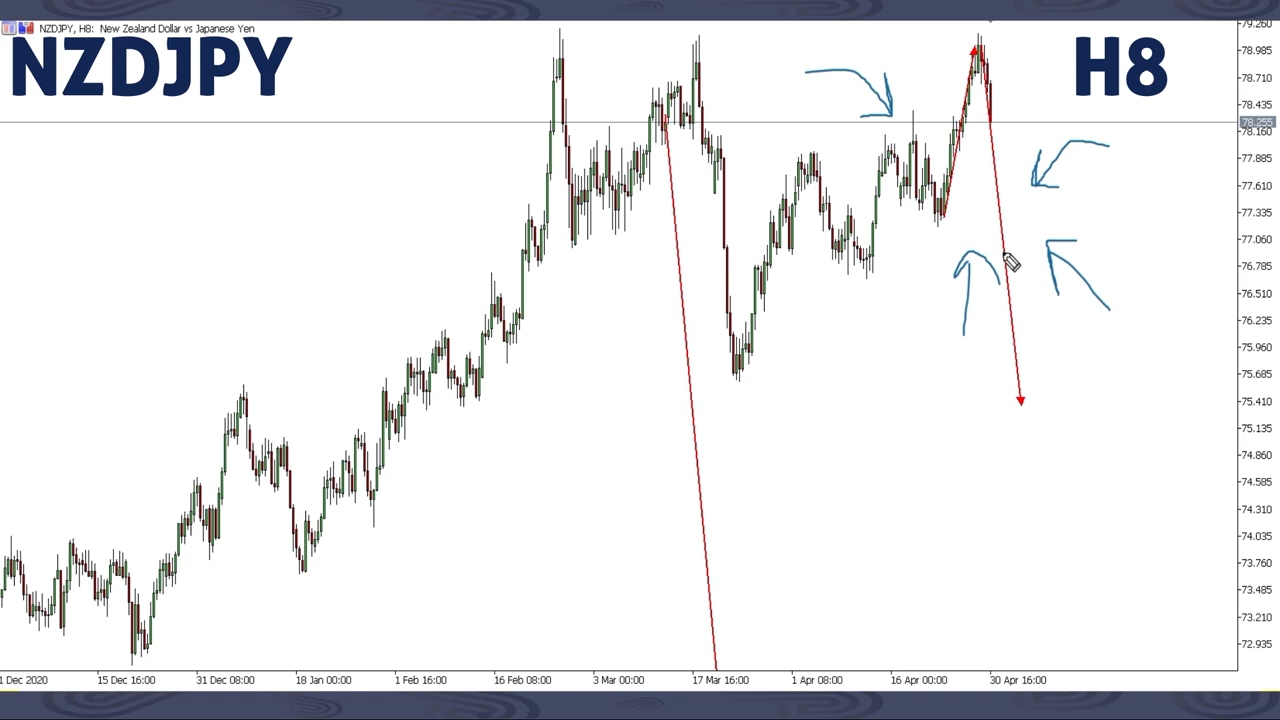 NZDJPY, H8: New Zealand Dollar vs Japanese Yen
NZDJPY
H8
79.260
78.985
78.710
78.435
78.255
78.160
77.885
77.610
77.335
77.060
76.785
76.510
76.235
75.960
75.685
75.410
75.135
74.860
74.585
74.310
74.035
73.760
73.485
73.210
72.935
1 Dec 2020
15 Dec 16:00
31 Dec 08:00
18 Jan 00:00
1 Feb 16:00
16 Feb 08:00
3 Mar 00:00
17 Mar 16:00
1 Apr 08:00
16 Apr 00:00
30 Apr 16:00